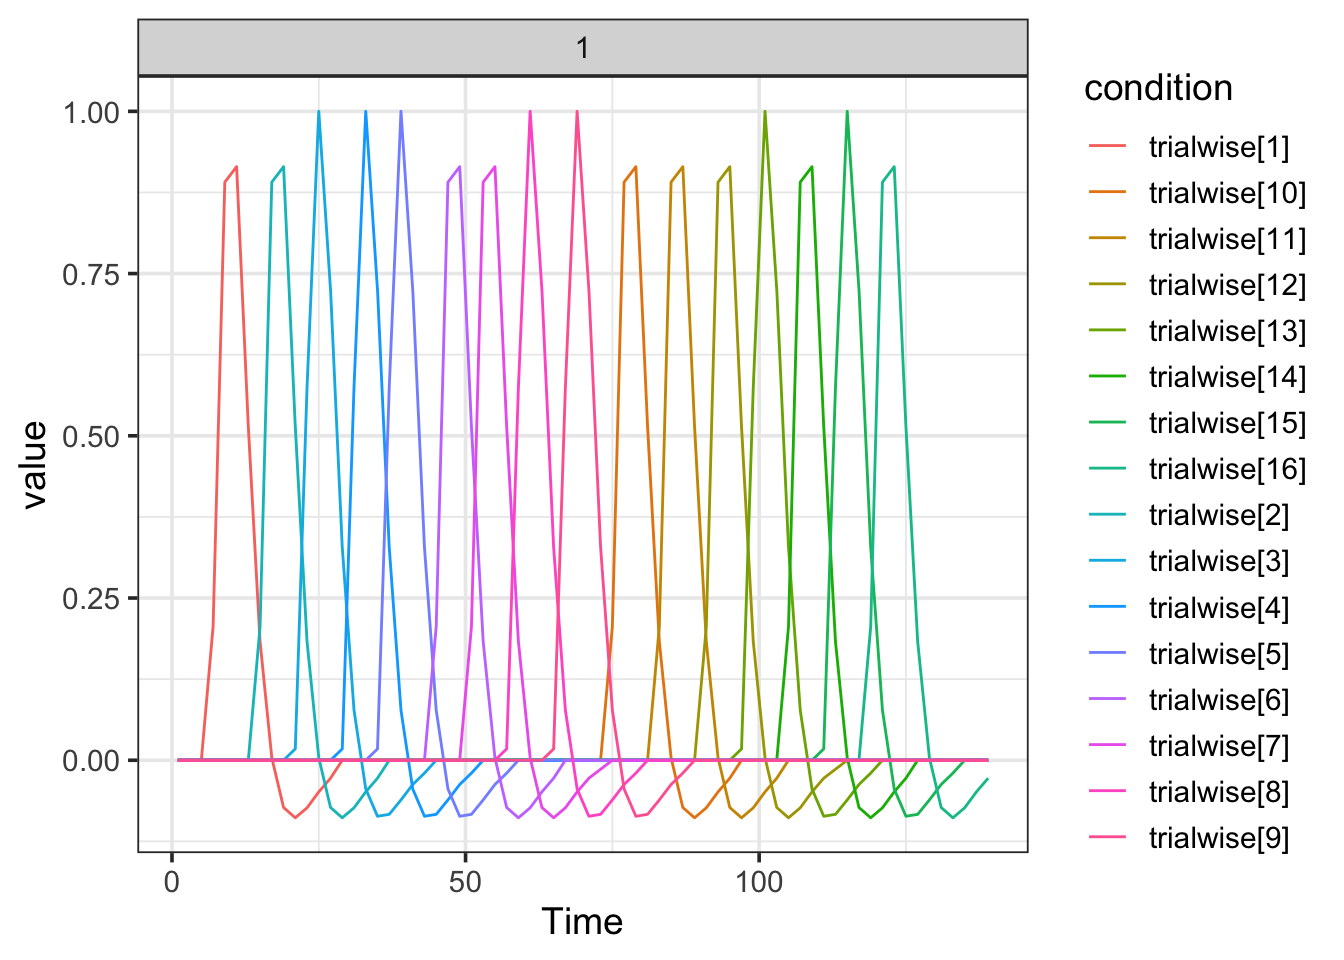 1
1.00
0.75
0.50
0.25
0.00
value
0
50
100
Time
condition
trialwise[1]
trialwise[10]
trialwise[11]
trialwise[12]
trialwise[13]
trialwise[14]
trialwise[15]
trialwise[16]
trialwise[2]
trialwise[3]
trialwise[4]
trialwise[5]
trialwise[6]
trialwise[7]
trialwise[8]
trialwise[9]